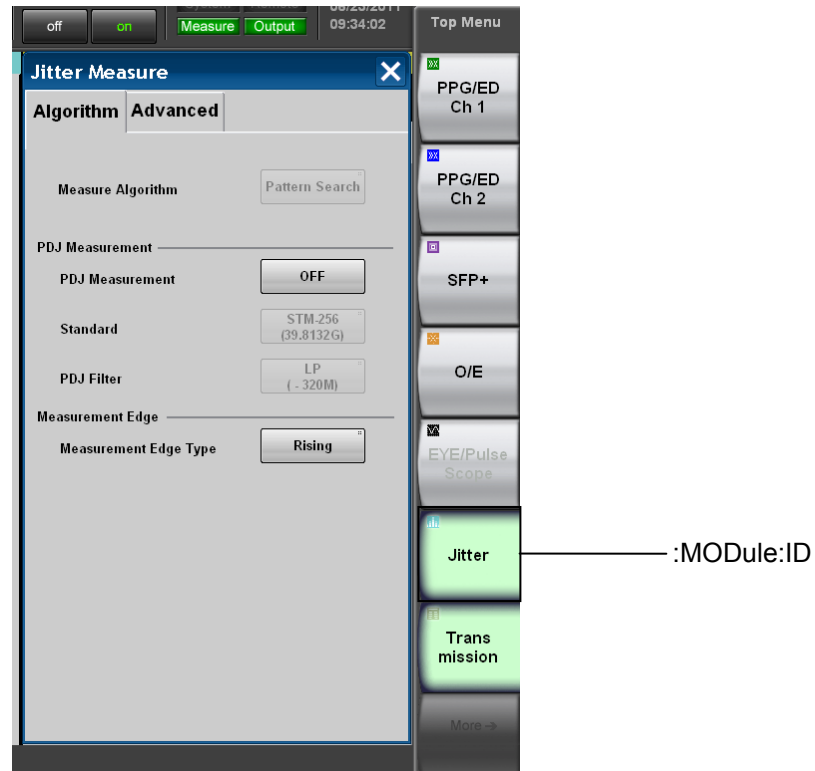 off
on
Measure
Output
09:34:02
Top Menu
Jitter Measure
Algorithm
Advanced
Measure Algorithm
Pattern Search
PDJ Measurement
PDJ Measurement
OFF
Standard
STM-256
(39.8132G)
PDJ Filter
LP
( - 320M)
Measurement Edge
Measurement Edge Type
Rising
PPG/ED
Ch 1
PPG/ED
Ch 2
SFP+
O/E
EYE/Pulse
Scope
Jitter
:MODule:ID
Trans
mission
More